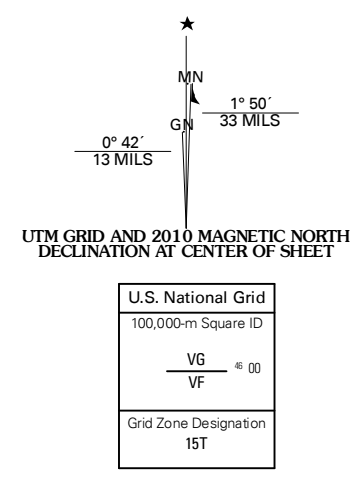 ★
MN
1° 50´
33 MILS
GN
0° 42´
13 MILS
UTM GRID AND 2010 MAGNETIC NORTH
DECLINATION AT CENTER OF SHEET
U.S. National Grid
100,000-m Square ID
VG
46 00
VF
Grid Zone Designation
15T